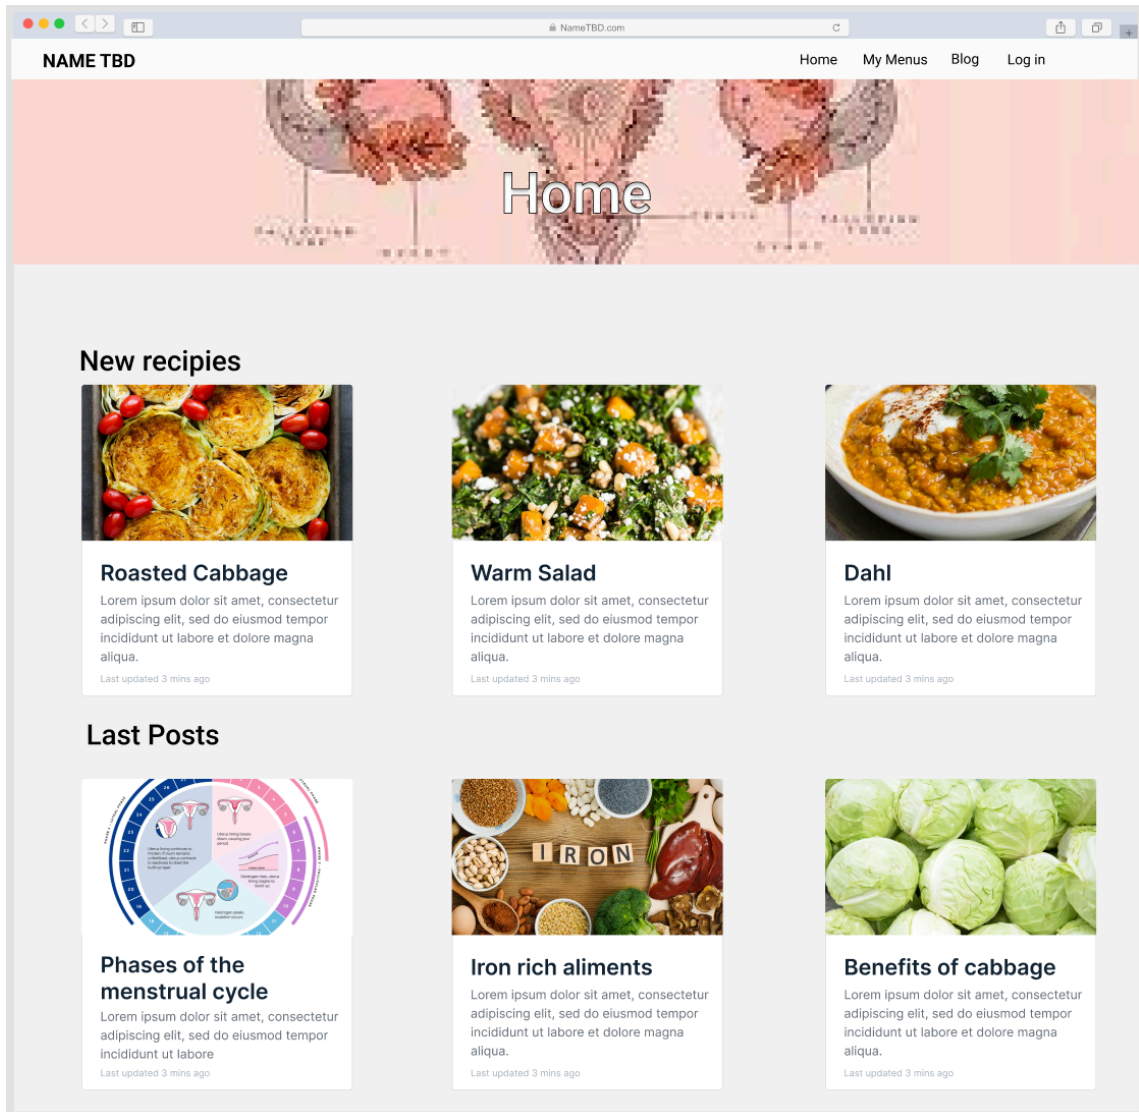 NameTBD.com
NAME TBD
Home
My Menus
Blog
Log in
Home
FALLOPIAN
TUBE
OVARY
CERVIX
OVARY
FALLOPIAN
TUBE
New recipies
Roasted Cabbage
Lorem ipsum dolor sit amet, consectetur
adipiscing elit, sed do eiusmod tempor
incididunt ut labore et dolore magna
aliqua.
Last updated 3 mins ago
Warm Salad
Lorem ipsum dolor sit amet, consectetur
adipiscing elit, sed do eiusmod tempor
incididunt ut labore et dolore magna
aliqua.
Last updated 3 mins ago
Dahl
Lorem ipsum dolor sit amet, consectetur
adipiscing elit, sed do eiusmod tempor
incididunt ut labore et dolore magna
aliqua.
Last updated 3 mins ago
Last Posts
Phases of the
menstrual cycle
Lorem ipsum dolor sit amet, consectetur
adipiscing elit, sed do eiusmod tempor
incididunt ut labore
Last updated 3 mins ago
IRON
Iron rich aliments
Lorem ipsum dolor sit amet, consectetur
adipiscing elit, sed do eiusmod tempor
incididunt ut labore et dolore magna
aliqua.
Last updated 3 mins ago
Benefits of cabbage
Lorem ipsum dolor sit amet, consectetur
adipiscing elit, sed do eiusmod tempor
incididunt ut labore et dolore magna
aliqua.
Last updated 3 mins ago